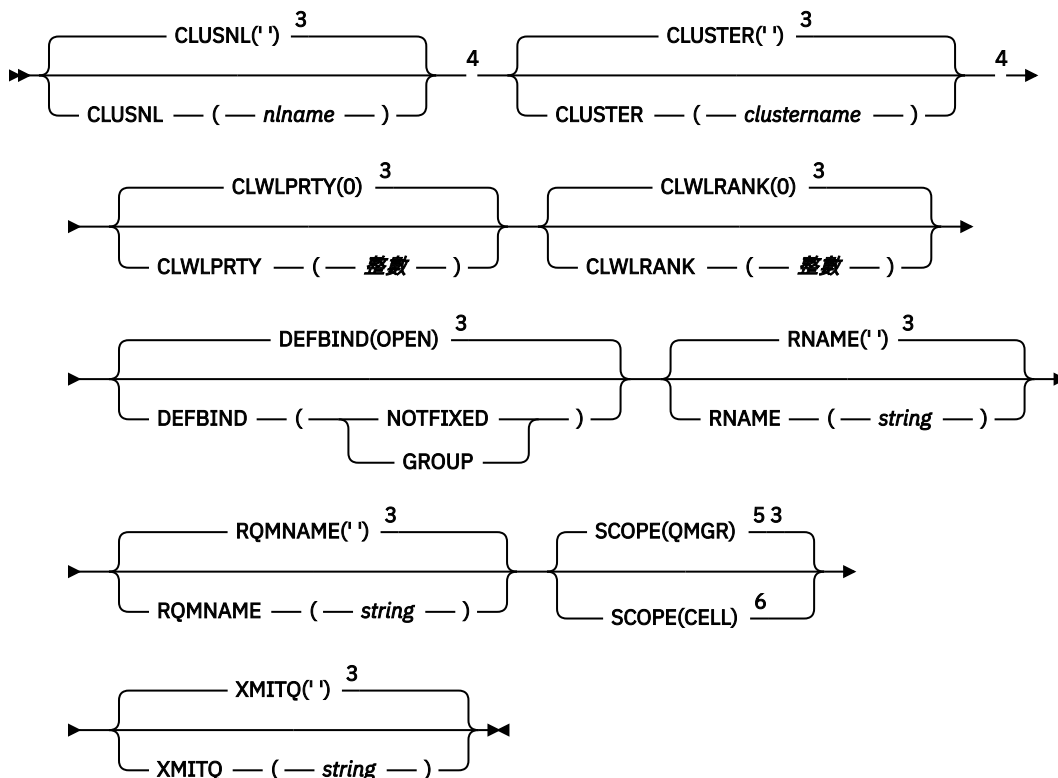 CLUSNL(' ') 3 CLUSTER(' ') 3
4 4
CLUSNL ( nlname ) CLUSTER ( clustername )
CLWLPRTY(0) 3 CLWLRANK(0) 3
CLWLPRTY ( 整數 ) CLWLRANK ( 整數 )
DEFBIND(OPEN) 3 RNAME(' ') 3
DEFBIND ( NOTFIXED ) RNAME ( string )
GROUP
RQMNAME(' ') 3 SCOPE(QMGR) 5 3
RQMNAME ( string ) SCOPE(CELL) 6
XMITQ(' ') 3
XMITQ ( string )